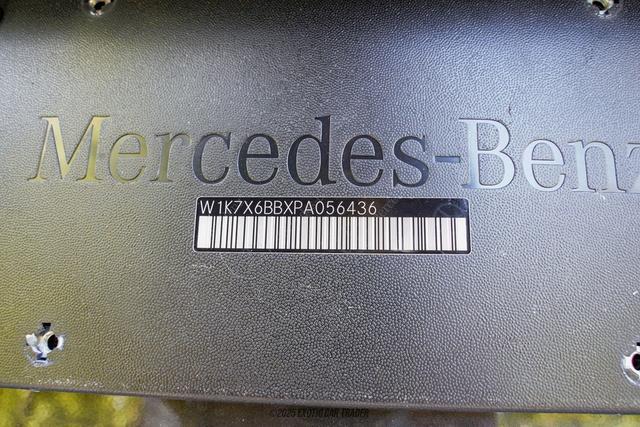 Mercedes-Benz
W1K7X6BBXPA056436
©2025 EXOTIC CAR TRADER